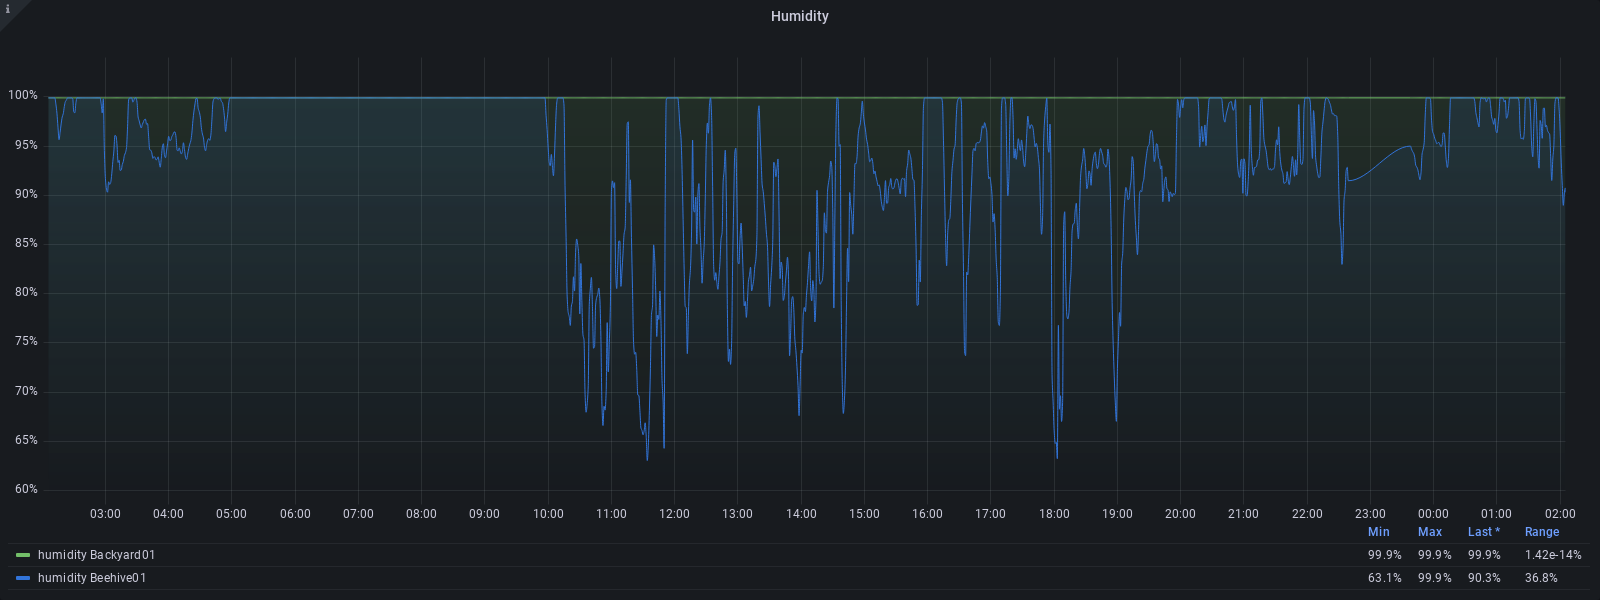 i
Humidity
100%
95%
90%
85%
80%
75%
70%
65%
60%
03:00 04:00 05:00 06:00 07:00 08:00 09:00 10:00 11:00 12:00 13:00 14:00 15:00 16:00 17:00 18:00 19:00 20:00 21:00 22:00 23:00 00:00 01:00 02:00
Min Max Last * Range
humidity Backyard01 99.9% 99.9% 99.9% 1.42e-14%
humidity Beehive01 63.1% 99.9% 90.3% 36.8%